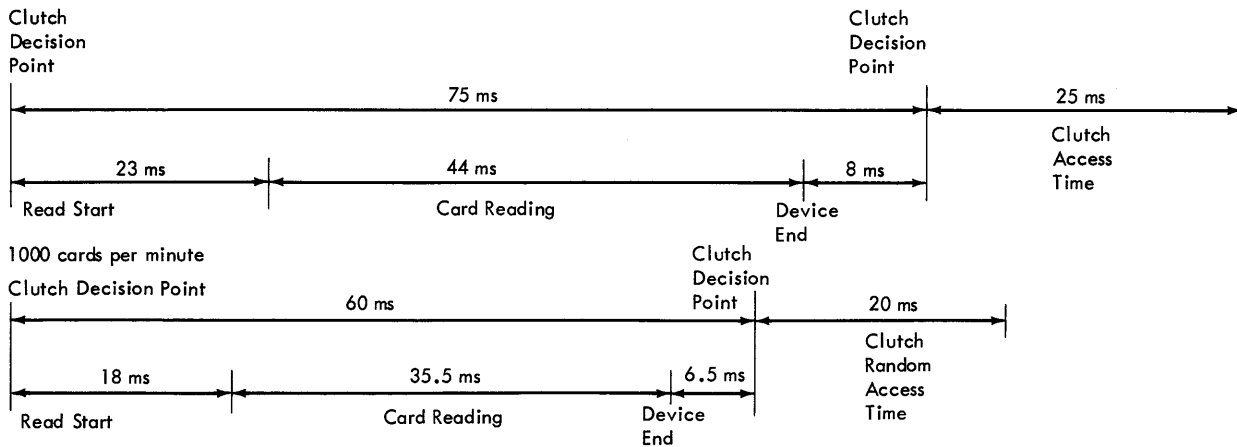 Clutch
Decision
Point
Clutch
Decision
Point
75 ms
25 ms
Clutch
Access
Time
23 ms
44 ms
8 ms
Read Start
Card Reading
Device
End
1000 cards per minute
Clutch Decision Point
Clutch
Decision
Point
60 ms
20 ms
Clutch
Random
Access
Time
18 ms
35.5 ms
6.5 ms
Read Start
Card Reading
Device
End